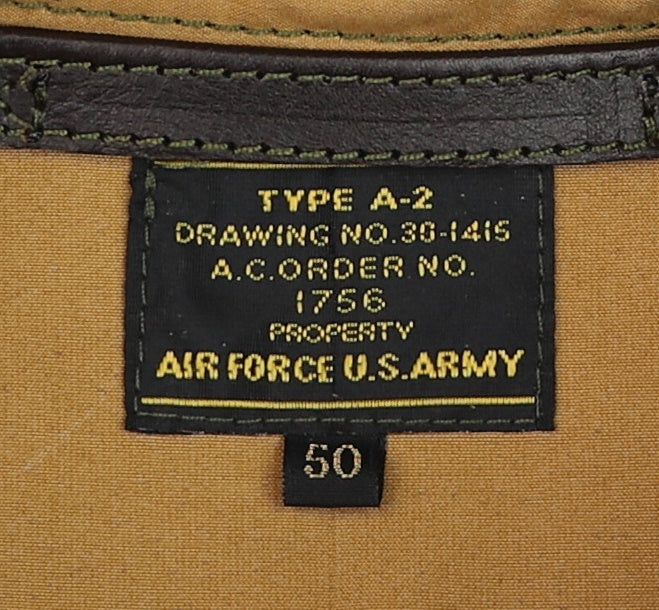 TYPE A-2
DRAWING NO.30-1415
A.C.ORDER NO.
1756
PROPERTY
AIR FORCE U.S.ARMY
50